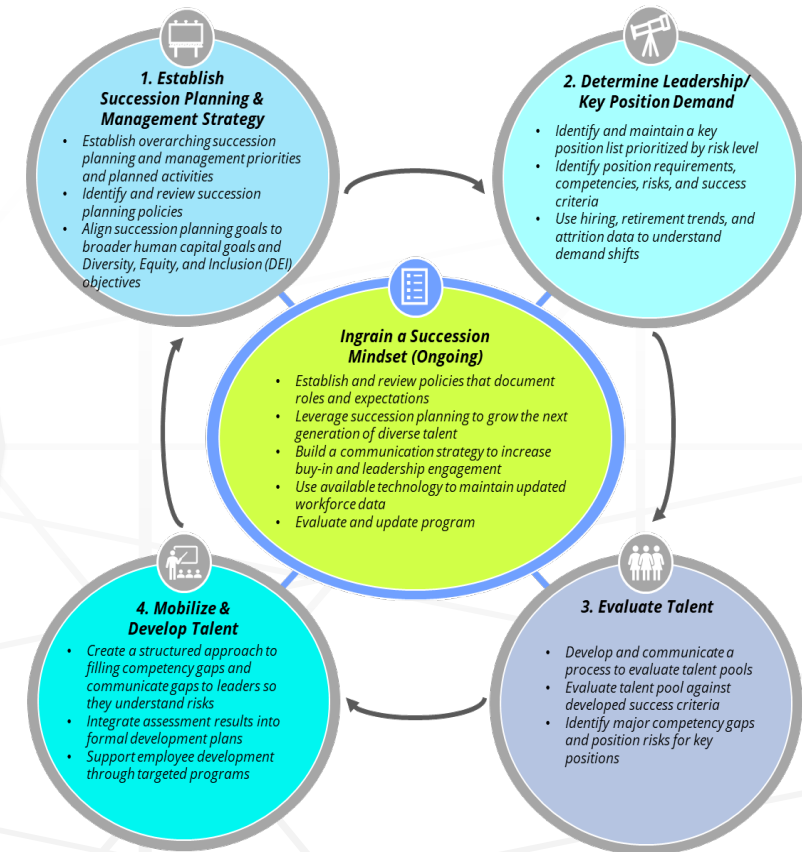 1. Establish
Succession Planning &
Management Strategy
• Establish overarching succession
planning and management priorities
and planned activities
• Identify and review succession
planning policies
• Align succession planning goals to
broader human capital goals and
Diversity, Equity, and Inclusion (DEI)
objectives
2. Determine Leadership/
Key Position Demand
• Identify and maintain a key
position list prioritized by risk level
• Identify position requirements,
competencies, risks, and success
criteria
• Use hiring, retirement trends, and
attrition data to understand
demand shifts
Ingrain a Succession
Mindset (Ongoing)
• Establish and review policies that document
roles and expectations
• Leverage succession planning to grow the next
generation of diverse talent
• Build a communication strategy to increase
buy-in and leadership engagement
• Use available technology to maintain updated
workforce data
• Evaluate and update program
3. Evaluate Talent
• Develop and communicate a
process to evaluate talent pools
• Evaluate talent pool against
developed success criteria
• Identify major competency gaps
and position risks for key
positions
4. Mobilize &
Develop Talent
• Create a structured approach to
filling competency gaps and
communicate gaps to leaders so
they understand risks
• Integrate assessment results into
formal development plans
• Support employee development
through targeted programs